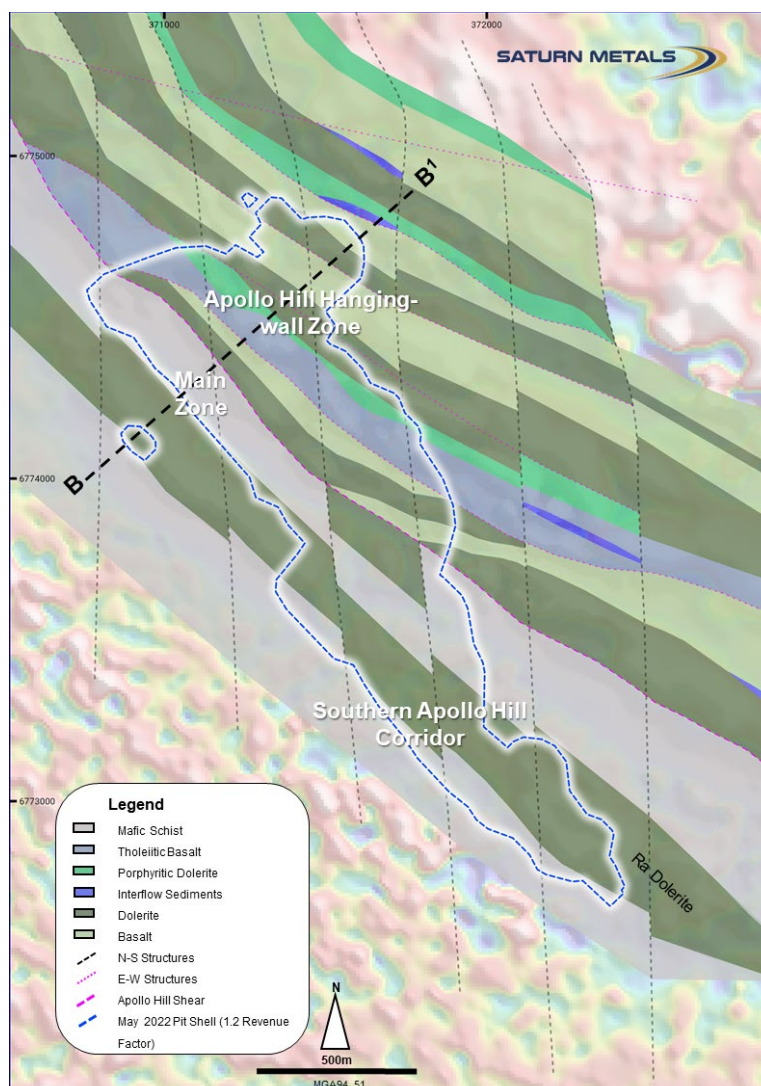 371000
372000
SATURN METALS
6775000
B¹
Apollo Hill Hanging-
wall Zone
Main
Zone
B
6774000
Southern Apollo Hill
Corridor
6773000
Ra Dolerite
Legend
Mafic Schist
Tholeiitic Basalt
Porphyritic Dolerite
Interflow Sediments
Dolerite
Basalt
N-S Structures
E-W Structures
Apollo Hill Shear
May 2022 Pit Shell (1.2 Revenue
Factor)
N
500m
MGA94_51